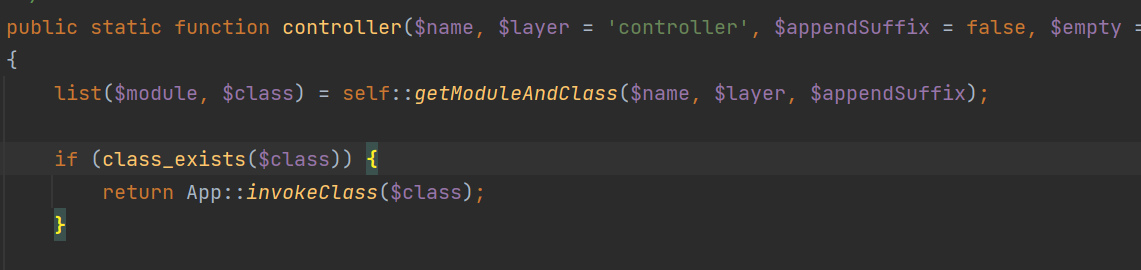 public static function controller($name, $layer = 'controller', $appendSuffix = false, $empty =
{
list($module, $class) = self::getModuleAndClass($name, $layer, $appendSuffix);
if (class_exists($class)) {
return App::invokeClass($class);
}